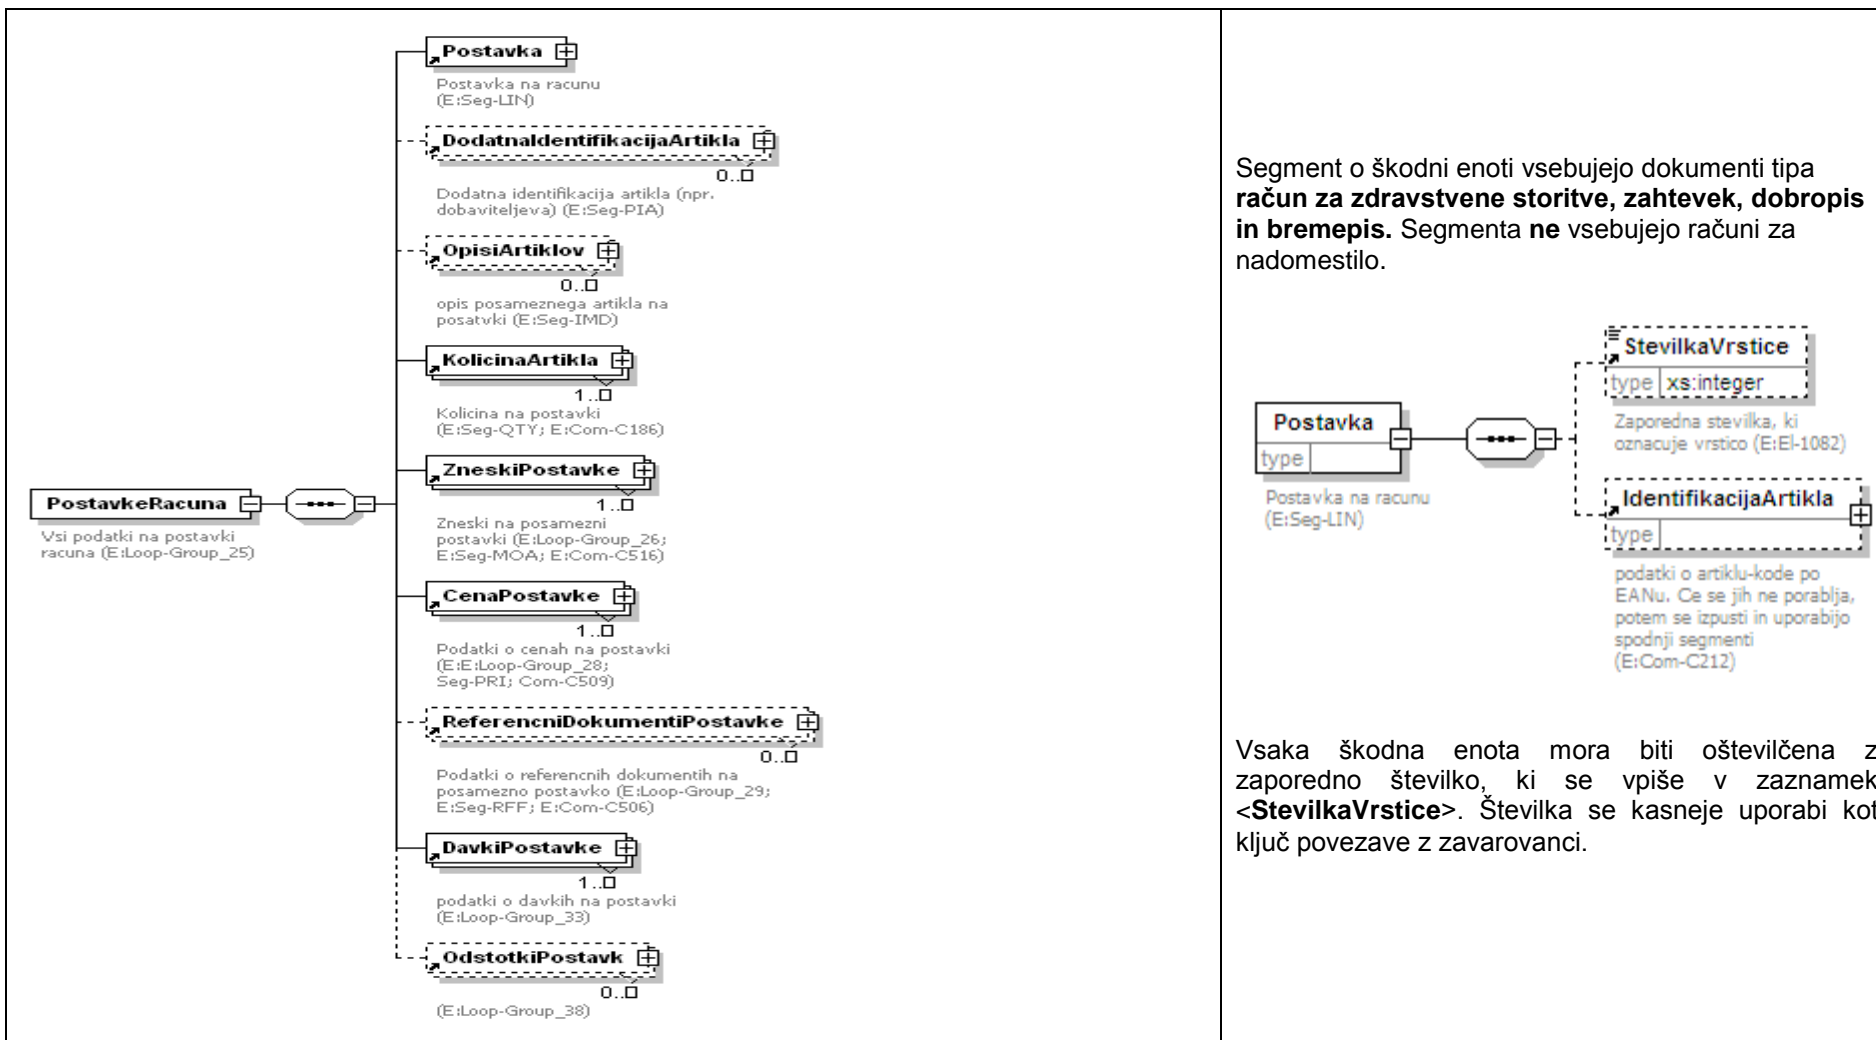 Postavka
Postavka na racunu
(E:Seg-LIN)
DodatnaIdentifikacijaArtikla
0..
Dodatna identifikacija artikla (npr.
dobaviteljeva) (E:Seg-PIA)
OpisiArtiklov
0..
opis posameznega artikla na
posatvki (E:Seg-IMD)
KolicinaArtikla
1..
Kolicina na postavki
(E:Seg-QTY; E:Com-C186)
ZneskiPostavke
1..
Zneski na posamezni
postavki (E:Loop-Group_26;
E:Seg-MOA; E:Com-C516)
PostavkeRacuna
Vsi podatki na postavki
racuna (E:Loop-Group_25)
CenaPostavke
1..
Podatki o cenah na postavki
(E:E:Loop-Group_28;
Seg-PRI; Com-C509)
ReferencniDokumentiPostavke
0..
Podatki o referencnih dokumentih na
posamezno postavko (E:Loop-Group_29;
E:Seg-RFF; E:Com-C506)
DavkiPostavke
1..
podatki o davkih na postavki
(E:Loop-Group_33)
OdstotkiPostavk
0..
(E:Loop-Group_38)
Segment o škodni enoti vsebujejo dokumenti tipa
račun za zdravstvene storitve, zahtevek, dobropis
in bremepis. Segmenta ne vsebujejo računi za
nadomestilo.
StevilkaVrstice
type xs:integer
Zaporedna stevilka, ki
oznacuje vrstico (E:El-1082)
Postavka
type
Postavka na racunu
(E:Seg-LIN)
IdentifikacijaArtikla
type
podatki o artiklu-kode po
EANu. Ce se jih ne porablja,
potem se izpusti in uporabijo
spodnji segmenti
(E:Com-C212)
Vsaka škodna enota mora biti oštevilčena z
zaporedno številko, ki se vpiše v zaznamek
<StevilkaVrstice>. Številka se kasneje uporabi kot
ključ povezave z zavarovanci.